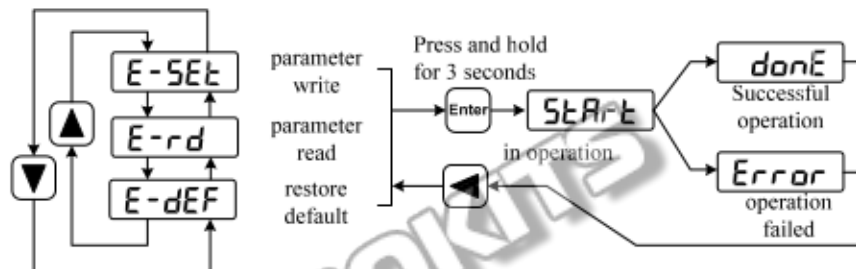 E-SEt
E-rd
E-dEF
parameter
write
parameter
read
restore
default
Press and hold
for 3 seconds
Enter
StArt
in operation
donE
Successful
operation
Error
operation
failed